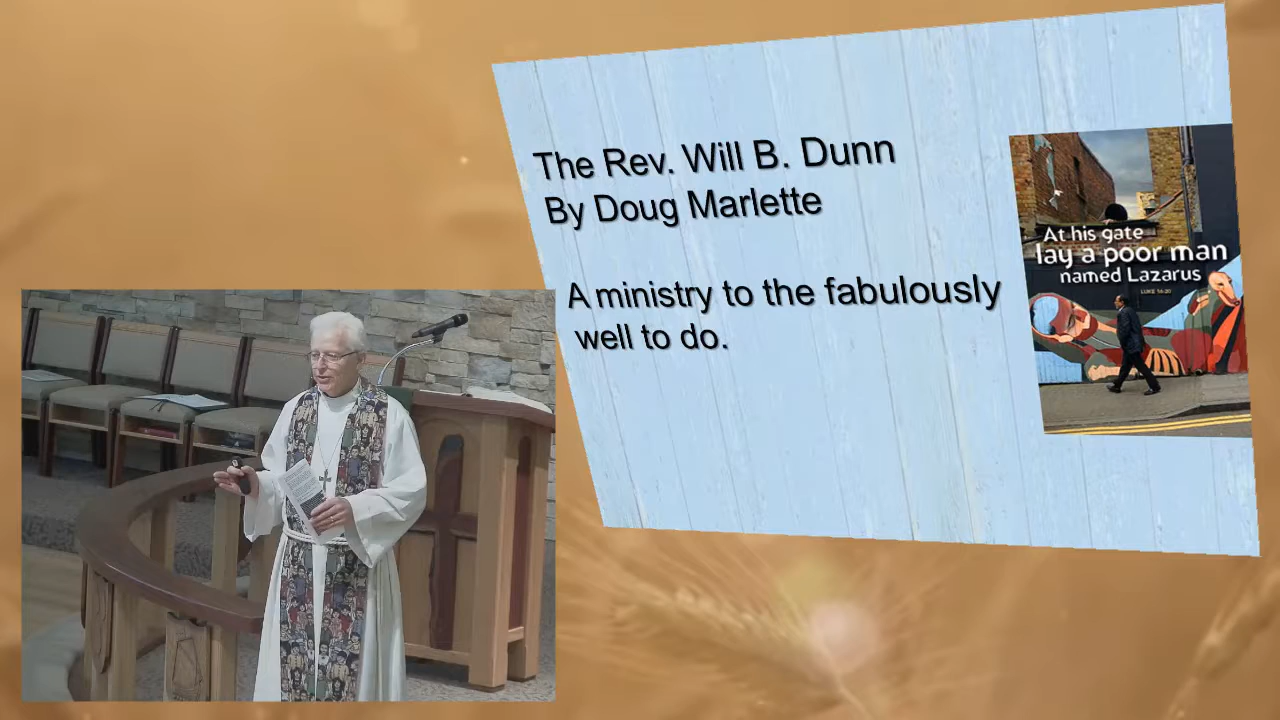 The Rev. Will B. Dunn
By Doug Marlette
A ministry to the fabulously
well to do.
At his gate
lay a poor man
named Lazarus